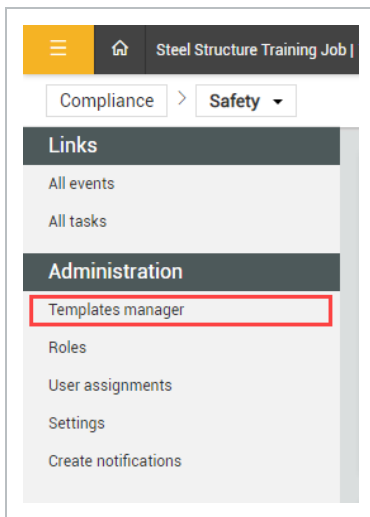 Steel Structure Training Job |
Compliance > Safety
Links
All events
All tasks
Administration
Templates manager
Roles
User assignments
Settings
Create notifications